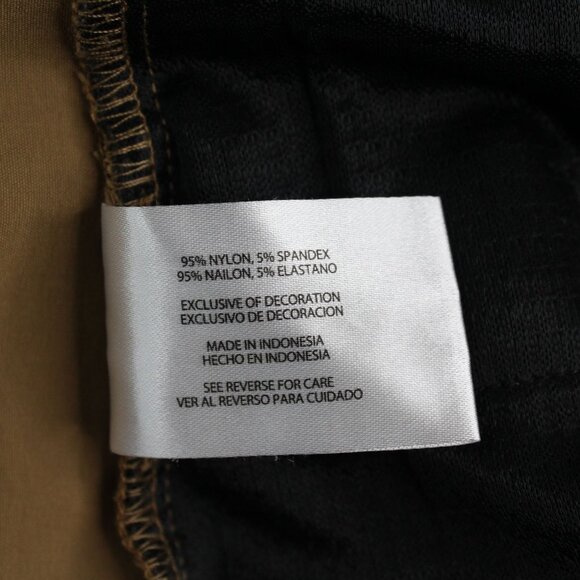 95% NYLON, 5% SPANDEX
95% NAILON, 5% ELASTANO
EXCLUSIVE OF DECORATION
EXCLUSIVO DE DECORACION
MADE IN INDONESIA
HECHO EN INDONESIA
SEE REVERSE FOR CARE
VER AL REVERSO PARA CUIDADO